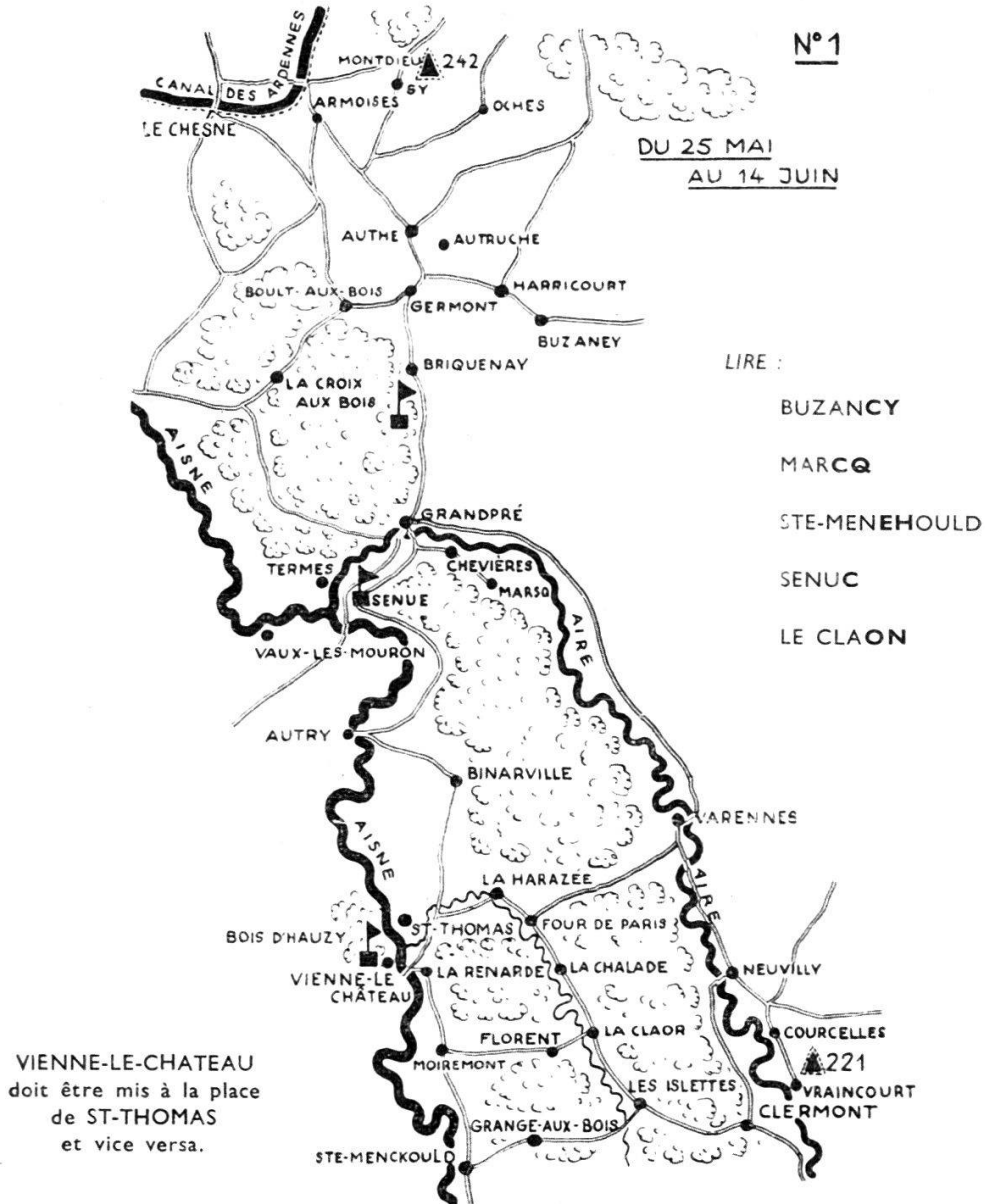 N° 1
MONTDIEU
242
SY
CANAL DES ARDENNES
ARMOISES
OCHES
LE CHESNE
DU 25 MAI
AU 14 JUIN
AUTHE
AUTRUCHE
BOULT-AUX-BOIS
GERMONT
HARRICOURT
BUZANEY
BRIQUENAY
LIRE :
LA CROIX
AUX BOIS
BUZANCY
AISNE
MARCQ
GRANDPRÉ
STE-MENEHOULD
TERMES
CHEVIÈRES
SENUE
MARSQ
SENUC
AIRE
VAUX-LES-MOURON
LE CLAON
AUTRY
BINARVILLE
AISNE
VARENNES
LA HARAZÉE
AIRE
BOIS D'HAUZY
ST-THOMAS
FOUR DE PARIS
VIENNE-LE
CHÂTEAU
LA RENARDE
LA CHALADE
NEUVILLY
FLORENT
LA CLAOR
COURCELLES
MOIREMONT
221
VIENNE-LE-CHATEAU
doit être mis à la place
de ST-THOMAS
et vice versa.
LES ISLETTES
VRAINCOURT
CLERMONT
GRANGE-AUX-BOIS
STE-MENCKOULD